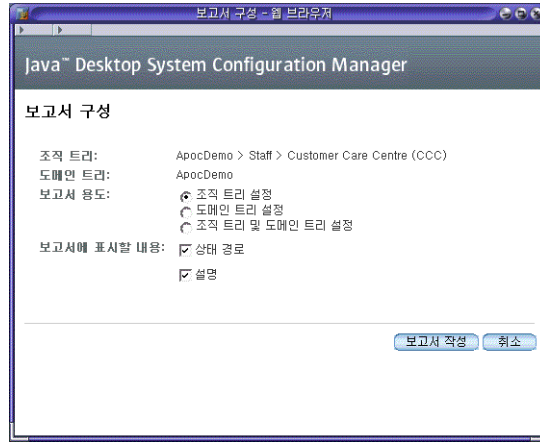 보고서 구성 - 웹 브라우저
Java™ Desktop System Configuration Manager
보고서 구성
조직 트리: ApocDemo > Staff > Customer Care Centre (CCC)
도메인 트리: ApocDemo
보고서 용도: 조직 트리 설정
도메인 트리 설정
조직 트리 및 도메인 트리 설정
보고서에 표시할 내용: 상태 경로
설명
보고서 작성 취소